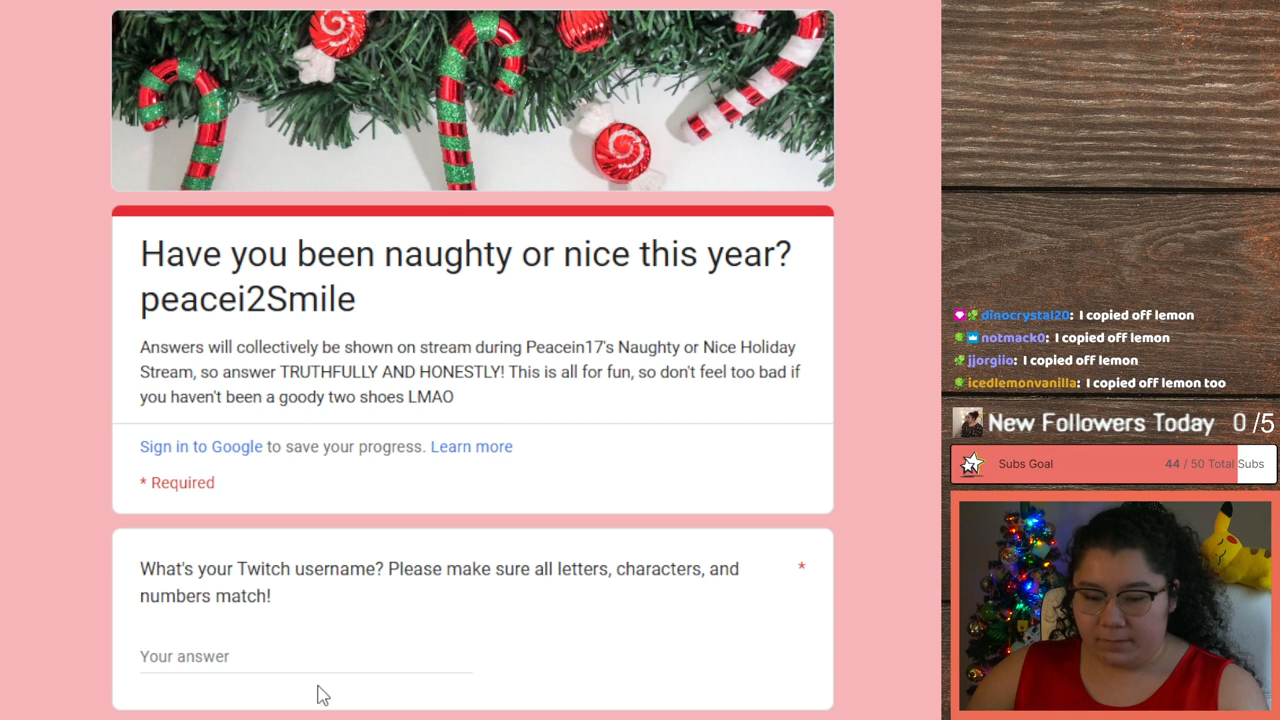 Have you been naughty or nice this year?
peacei2Smile
Answers will collectively be shown on stream during Peacein17's Naughty or Nice Holiday
Stream, so answer TRUTHFULLY AND HONESTLY! This is all for fun, so don't feel too bad if
you haven't been a goody two shoes LMAO
Sign in to Google to save your progress. Learn more
* Required
What's your Twitch username? Please make sure all letters, characters, and *
numbers match!
Your answer
dinocrystal20: I copied off lemon
notmack0: I copied off lemon
jjorgiio: I copied off lemon
icedlemonvanilla: I copied off lemon too
New Followers Today 0 /5
Subs Goal 44 / 50 Total Subs